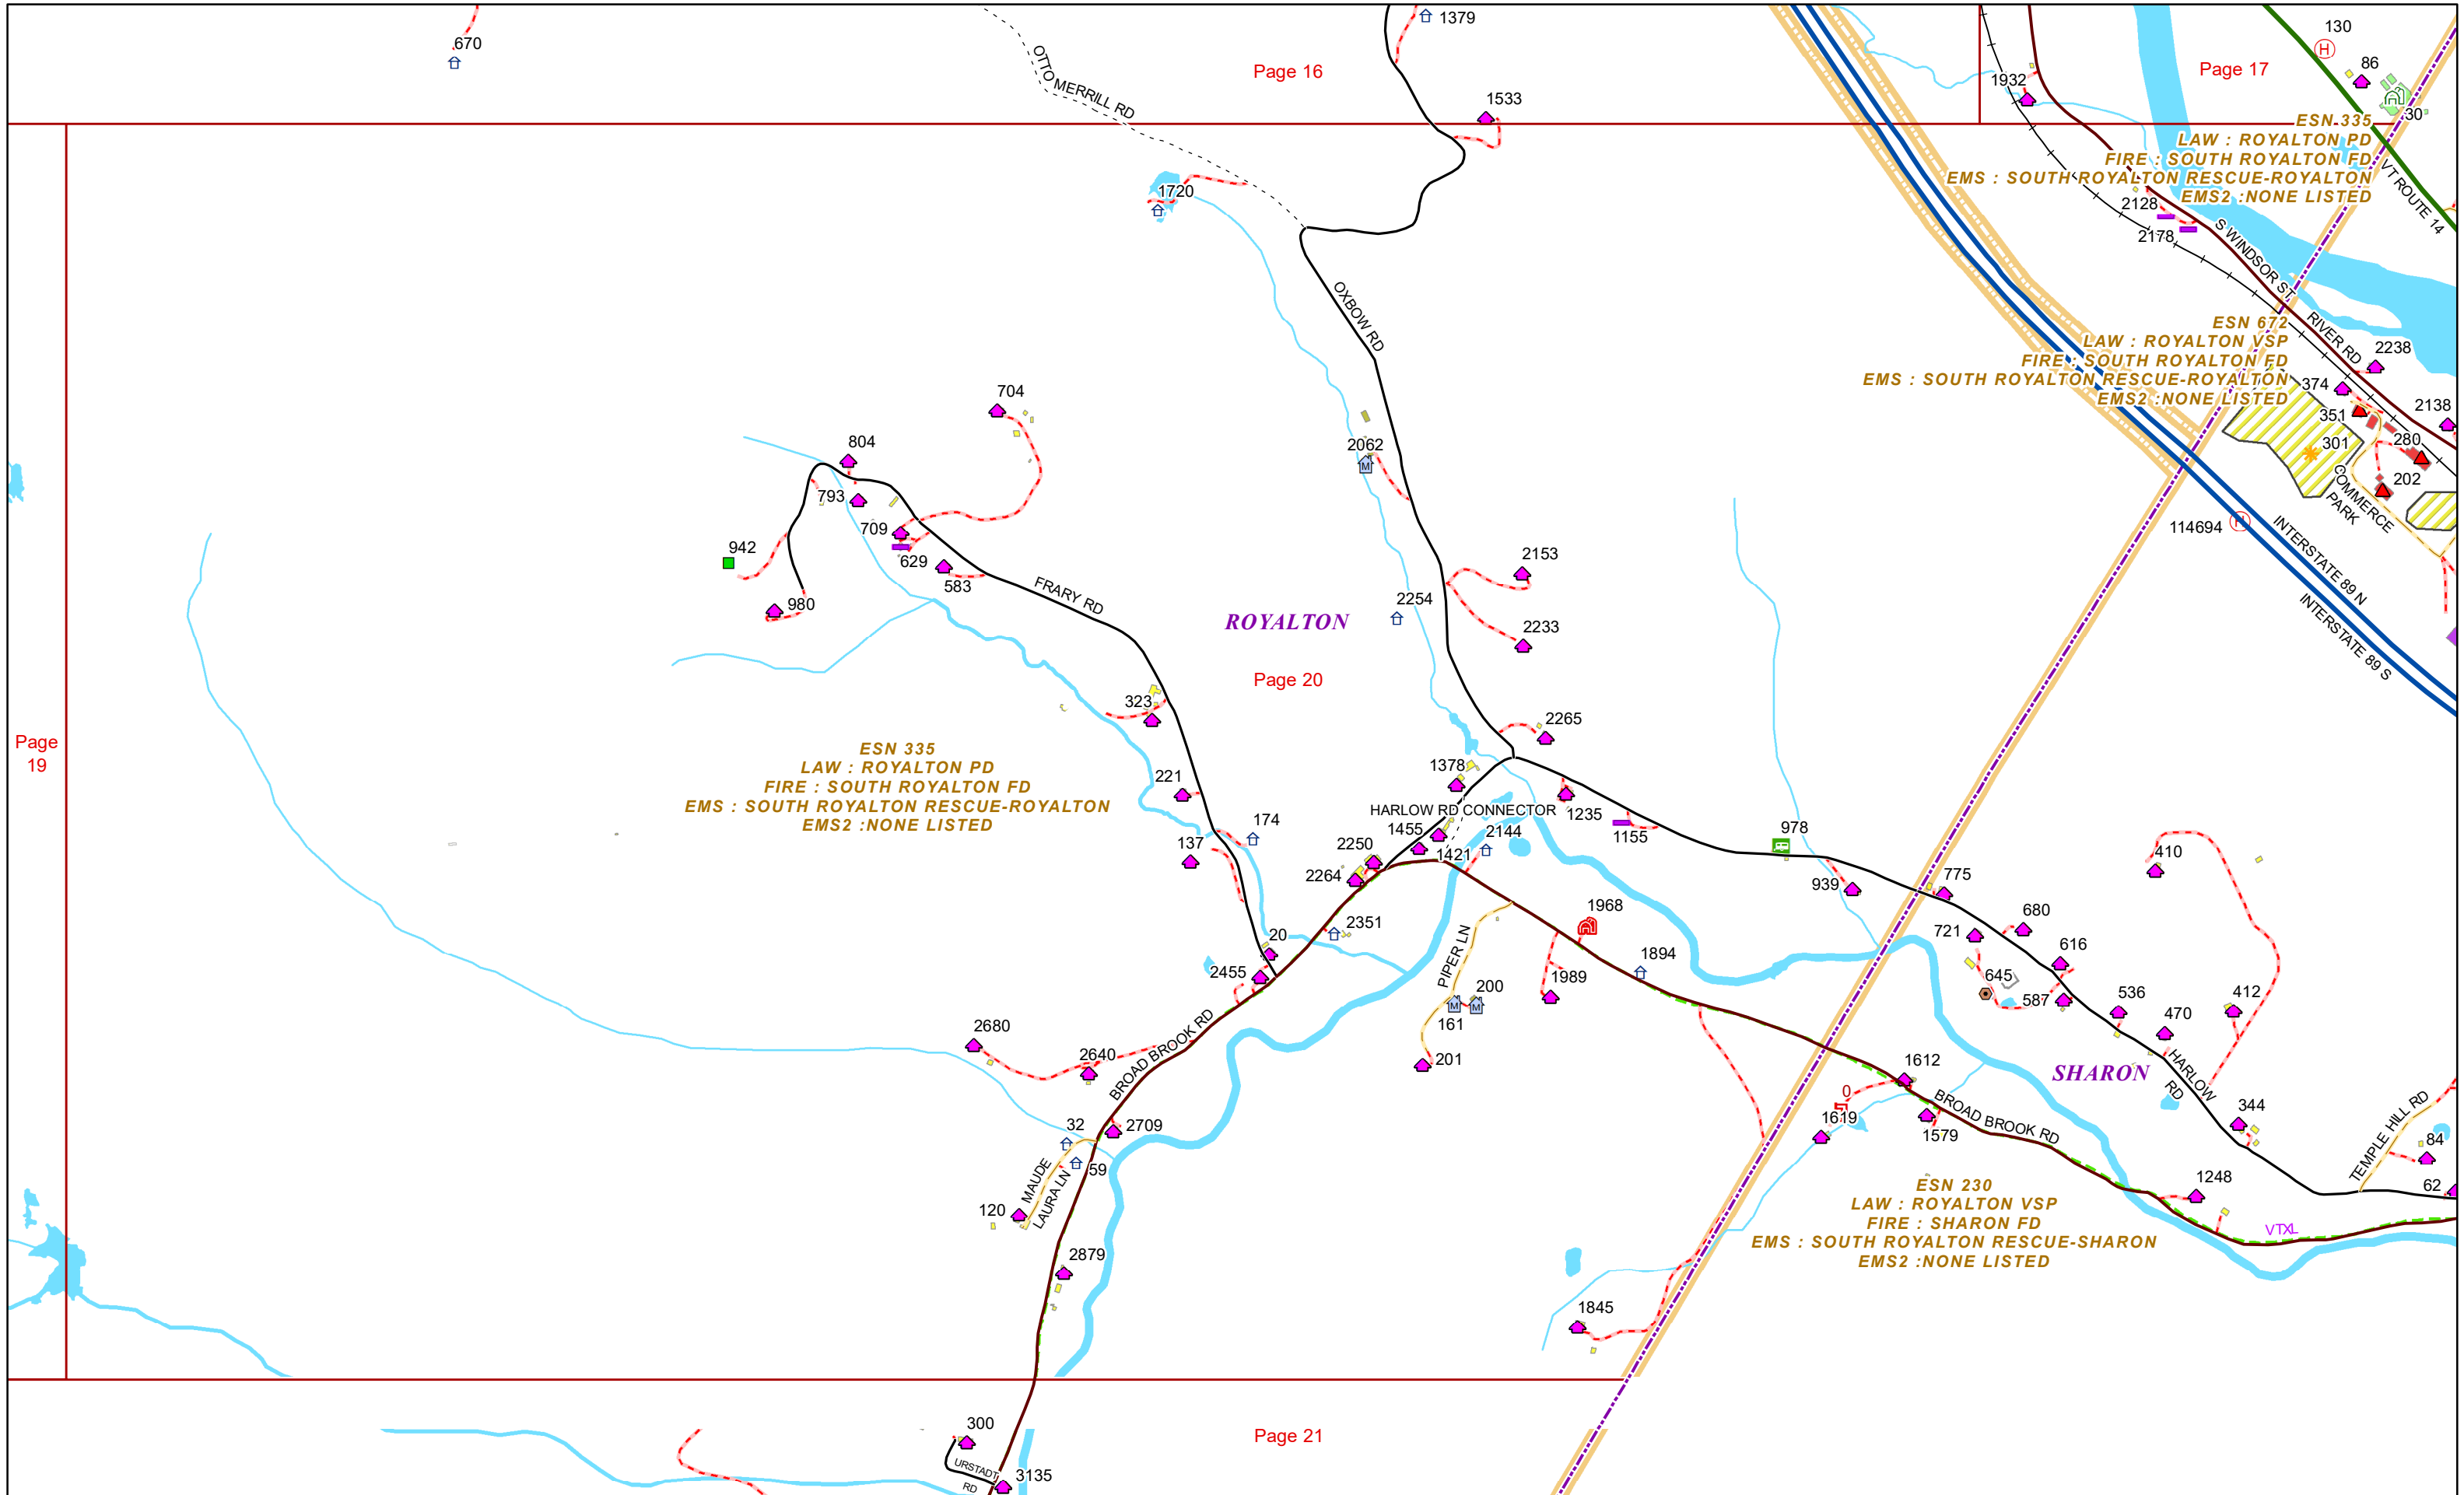 670
1379
OTTO MERRILL RD
Page 16
1533
1932
Page 17
130
H
86
30
ESN 335
LAW : ROYALTON PD
FIRE : SOUTH ROYALTON FD
EMS : SOUTH ROYALTON RESCUE-ROYALTON
EMS2 :NONE LISTED
VT ROUTE 14
1720
2128
2178
S WINDSOR ST
OXBOW RD
RIVER RD
ESN 672
LAW : ROYALTON VSP
FIRE : SOUTH ROYALTON FD
EMS : SOUTH ROYALTON RESCUE-ROYALTON
EMS2 :NONE LISTED
2238
374
351
2138
280
301
202
COMMERCE
PARK
114694
H
INTERSTATE 89 N
INTERSTATE 89 S
704
804
793
709
629
583
942
980
FRARY RD
2062
M
2153
2254
2233
ROYALTON
Page 20
323
2265
Page
19
ESN 335
LAW : ROYALTON PD
FIRE : SOUTH ROYALTON FD
EMS : SOUTH ROYALTON RESCUE-ROYALTON
EMS2 :NONE LISTED
221
174
137
1378
HARLOW RD CONNECTOR
1455
2144
1421
2250
2264
1235
1155
978
939
775
410
20
2455
2351
PIPER LN
1968
1894
1989
200
M
M
161
201
721
680
616
645
587
536
470
412
2680
2640
BROAD BROOK RD
2709
32
59
MAUDE
LAURA LN
120
2879
1612
0
1619
1579
BROAD BROOK RD
SHARON
HARLOW
RD
344
TEMPLE HILL RD
84
62
1248
VTXL
ESN 230
LAW : ROYALTON VSP
FIRE : SHARON FD
EMS : SOUTH ROYALTON RESCUE-SHARON
EMS2 :NONE LISTED
1845
300
URSTADT
RD
3135
Page 21